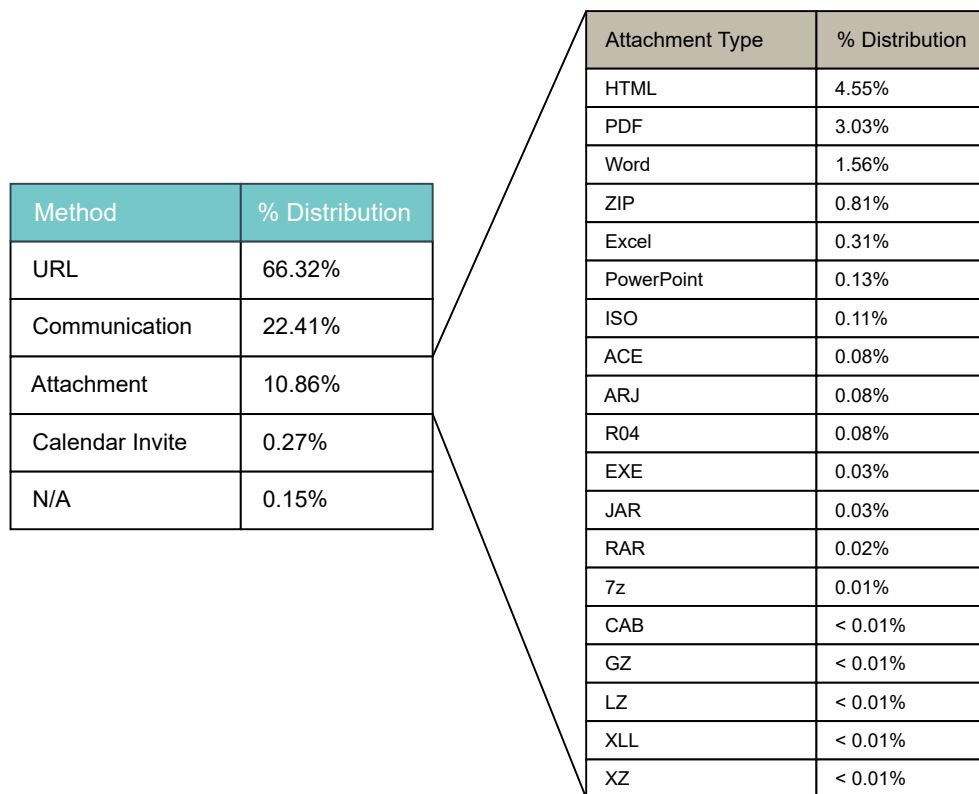 Method % Distribution
URL 66.32%
Communication 22.41%
Attachment 10.86%
Calendar Invite 0.27%
N/A 0.15%
Attachment Type % Distribution
HTML 4.55%
PDF 3.03%
Word 1.56%
ZIP 0.81%
Excel 0.31%
PowerPoint 0.13%
ISO 0.11%
ACE 0.08%
ARJ 0.08%
R04 0.08%
EXE 0.03%
JAR 0.03%
RAR 0.02%
7z 0.01%
CAB < 0.01%
GZ < 0.01%
LZ < 0.01%
XLL < 0.01%
XZ < 0.01%